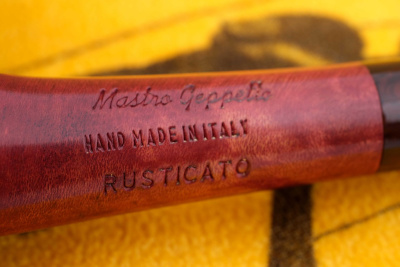 Mastro Geppetto
HAND MADE IN ITALY
RUSTICATO